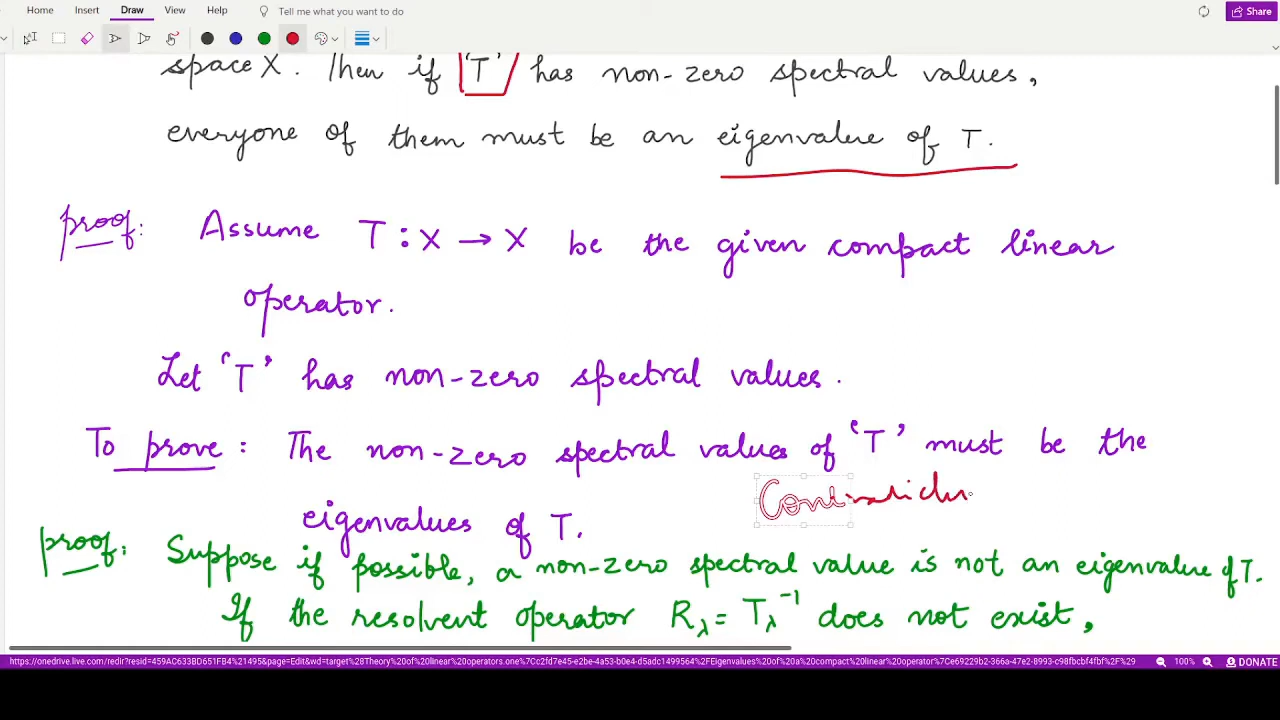 Home Insert Draw View Help Tell me what you want to do Share
space X. Then if 'T' has non-zero spectral values,
everyone of them must be an eigenvalue of T.
proof: Assume T : X → X be the given compact linear
operator.
Let 'T' has non-zero spectral values.
To prove : The non-zero spectral values of 'T' must be the
eigenvalues of T.
proof: Suppose if possible, a non-zero spectral value is not an eigenvalue of T.
If the resolvent operator Rλ = Tλ⁻¹ does not exist,
100% DONATE